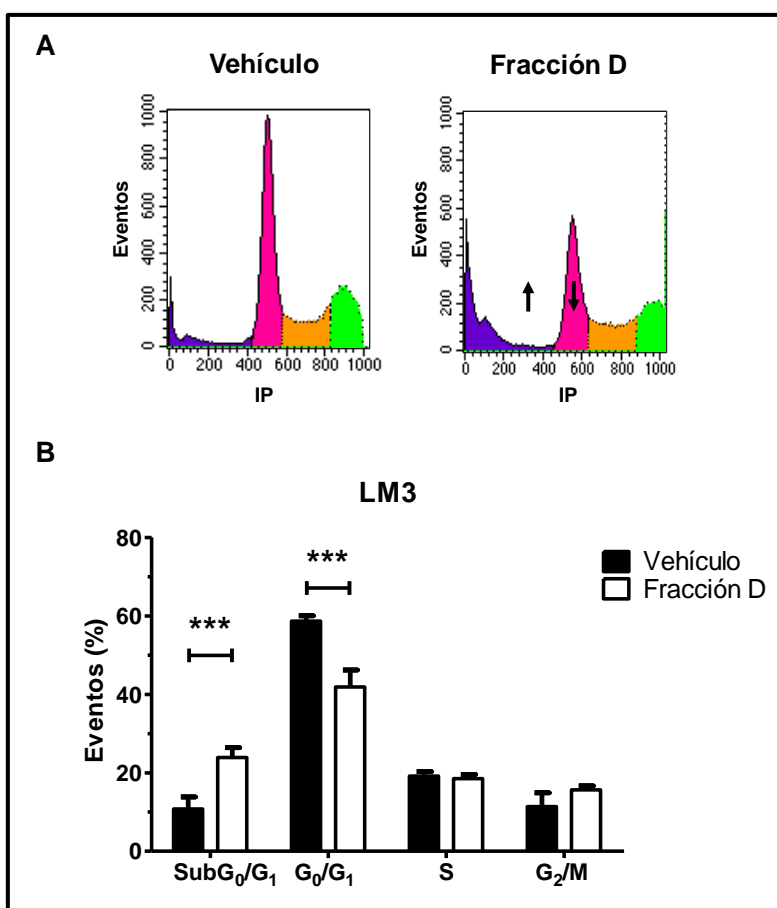 A
Vehículo
Fracción D
Eventos
1000
800
600
400
200
0
0 200 400 600 800 1000
IP
Eventos
1000
800
600
400
200
0
0 200 400 600 800 1000
IP
B
LM3
Eventos (%)
80
60
40
20
0
***
***
Vehículo
Fracción D
SubG₀/G₁ G₀/G₁ S G₂/M